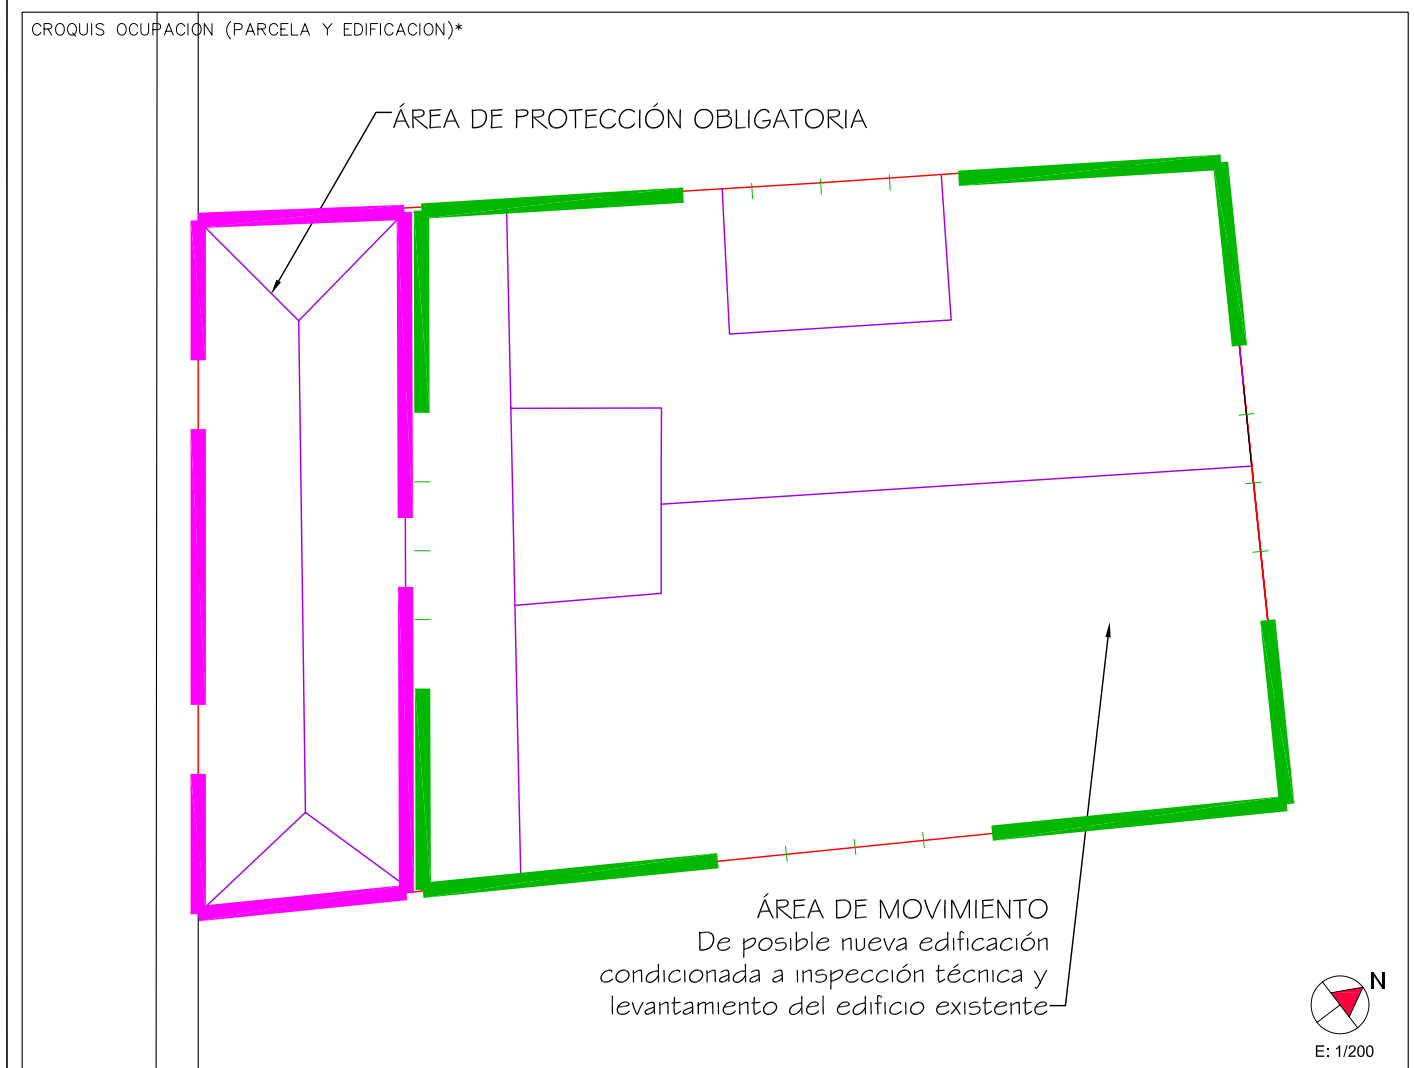 CROQUIS OCUPACION (PARCELA Y EDIFICACION)*
ÁREA DE PROTECCIÓN OBLIGATORIA
ÁREA DE MOVIMIENTO
De posible nueva edificación
condicionada a inspección técnica y
levantamiento del edificio existente
N
E: 1/200